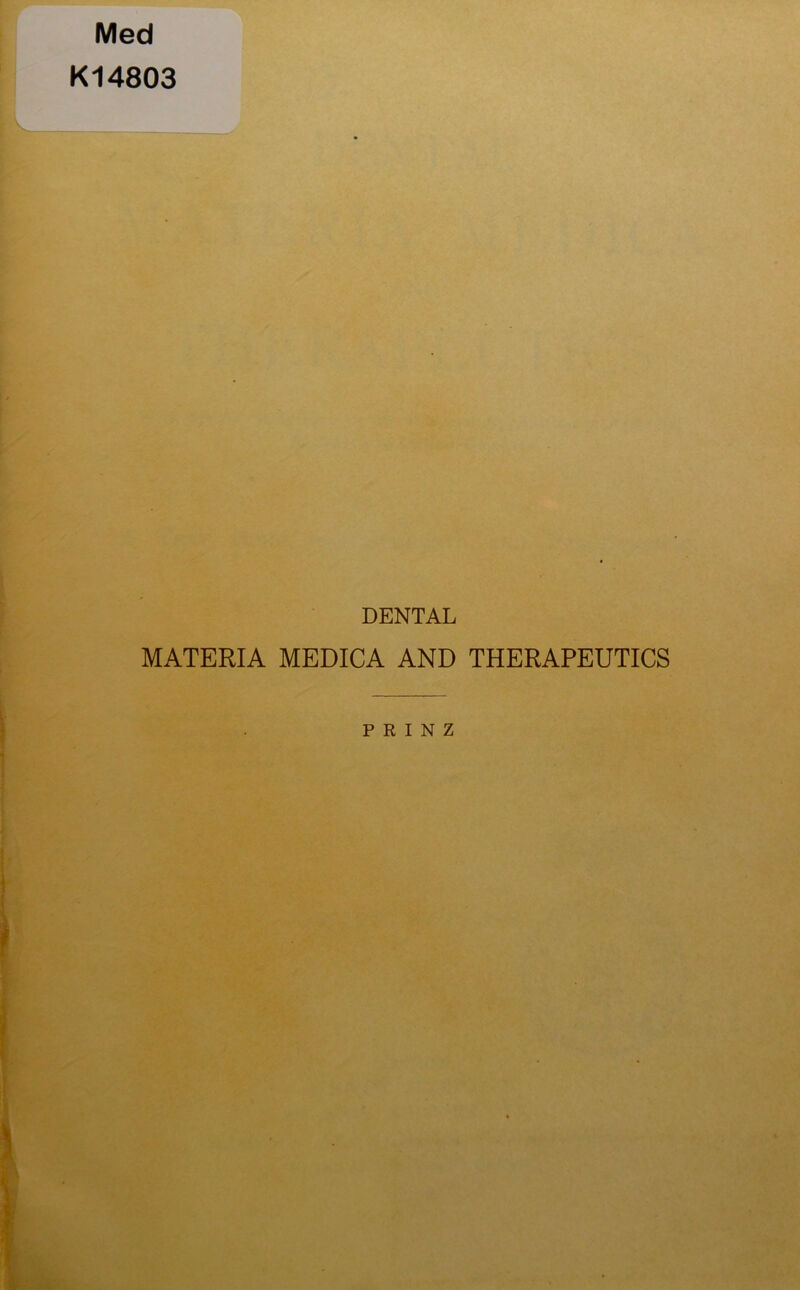 Med
K14803
DENTAL
MATERIA MEDICA AND THERAPEUTICS
PRINZ